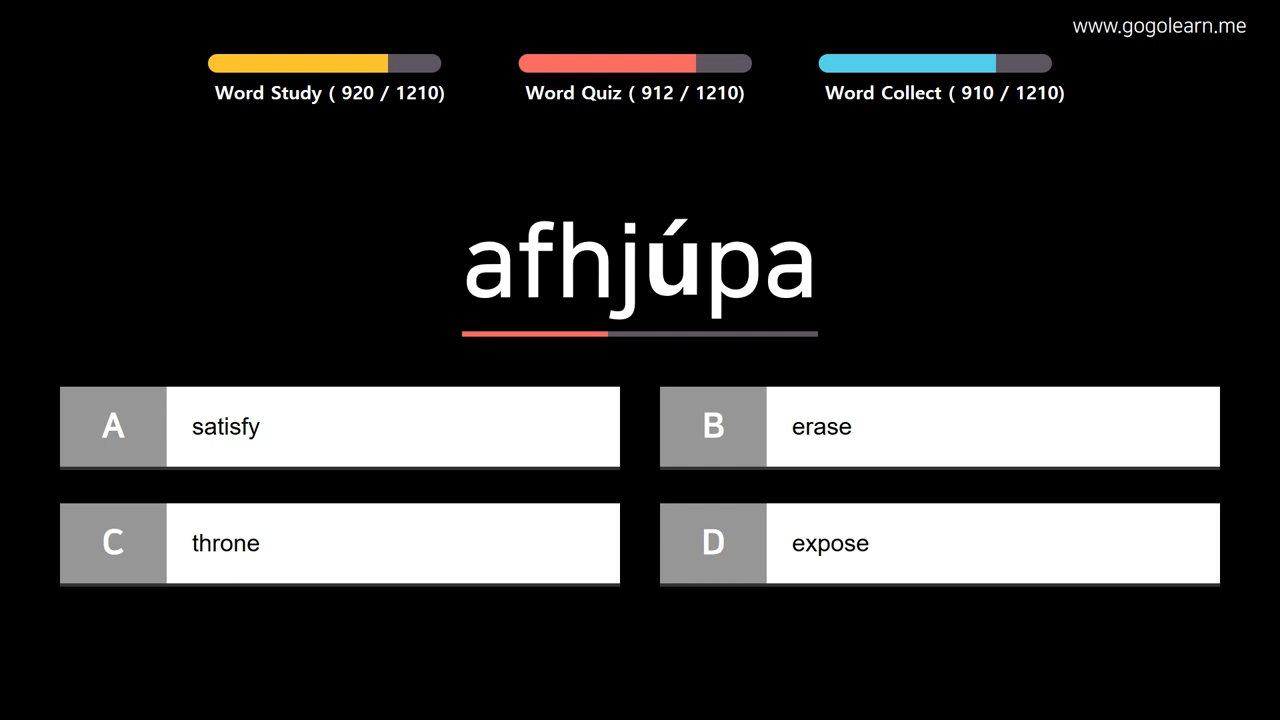 www.gogolearn.me
Word Study ( 920 / 1210)
Word Quiz ( 912 / 1210)
Word Collect ( 910 / 1210)
afhjúpa
A satisfy
B erase
C throne
D expose